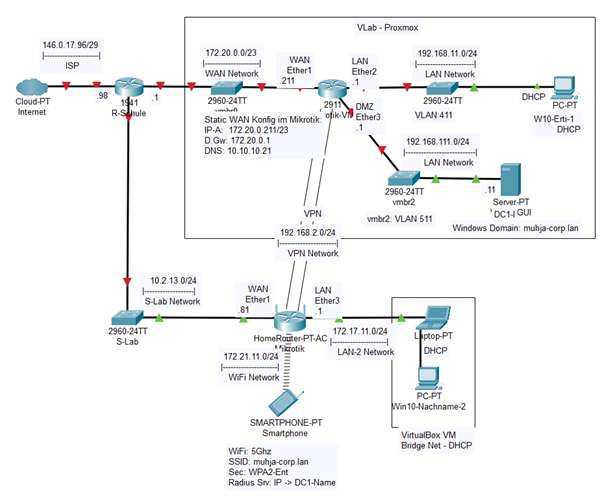 VLab - Proxmox
146.0.17.96/29
|----------------|
ISP
.98
.1
Cloud-PT
Internet
1941
R-Schule
172.20.0.0/23
|----------------|
WAN Network
2960-24TT
WAN
Ether1
.211
2911
LAN
Ether2
.1
DMZ
Ether3
.1
192.168.11.0/24
|----------------|
LAN Network
2960-24TT
VLAN 411
DHCP
PC-PT
W10-Erti-1
DHCP
Static WAN Konfig im Mikrotik:
IP-A: 172.20.0.211/23
D.Gw: 172.20.0.1
DNS: 10.10.10.21
192.168.111.0/24
|----------------|
LAN Network
2960-24TT
vmbr2
vmbr2: VLAN 511
.11
Server-PT
DC1-I
GUI
Windows Domain: muhja-corp.lan
VPN
192.168.2.0/24
|----------------|
VPN Network
10.2.13.0/24
|----------------|
S-Lab Network
2960-24TT
S-Lab
WAN
Ether1
.81
LAN
Ether3
.1
HomeRouter-PT-AC
Mikrotik
172.17.11.0/24
|----------------|
LAN-2 Network
172.21.11.0/24
|----------------|
WiFi Network
Laptop-PT
DHCP
PC-PT
Win10-Nachname-2
VirtualBox VM
Bridge Net - DHCP
SMARTPHONE-PT
Smartphone
WiFi: 5Ghz
SSID: muhja-corp.lan
Sec: WPA2-Ent
Radius Srv: IP -> DC1-Name